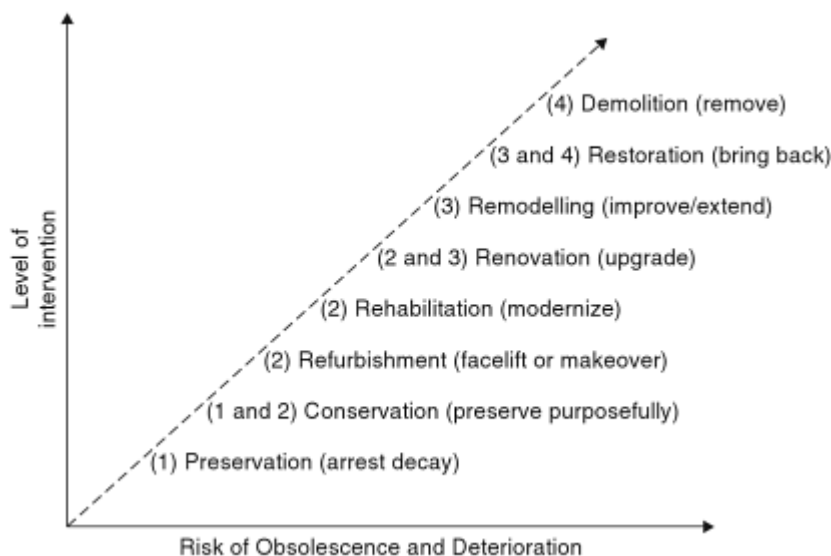 (4) Demolition (remove)
(3 and 4) Restoration (bring back)
(3) Remodelling (improve/extend)
(2 and 3) Renovation (upgrade)
(2) Rehabilitation (modernize)
(2) Refurbishment (facelift or makeover)
(1 and 2) Conservation (preserve purposefully)
(1) Preservation (arrest decay)
Level of
intervention
Risk of Obsolescence and Deterioration